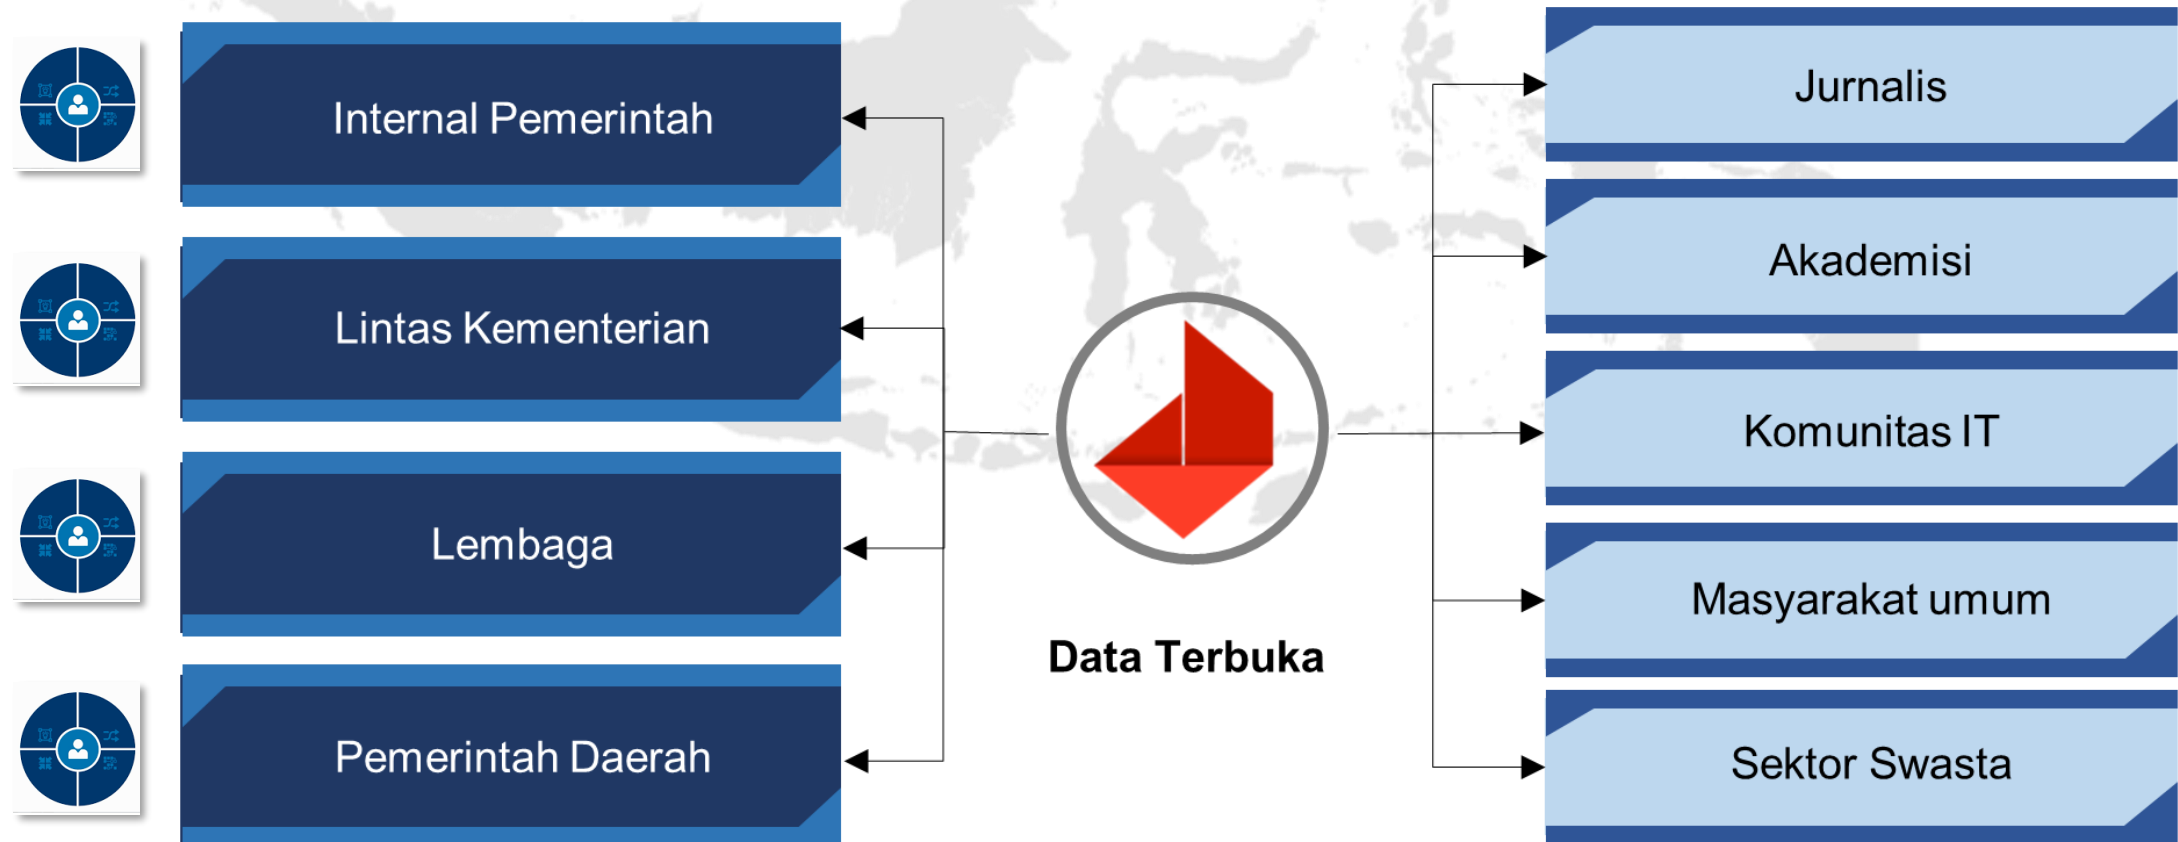 Internal Pemerintah
Lintas Kementerian
Lembaga
Pemerintah Daerah
Data Terbuka
Jurnalis
Akademisi
Komunitas IT
Masyarakat umum
Sektor Swasta